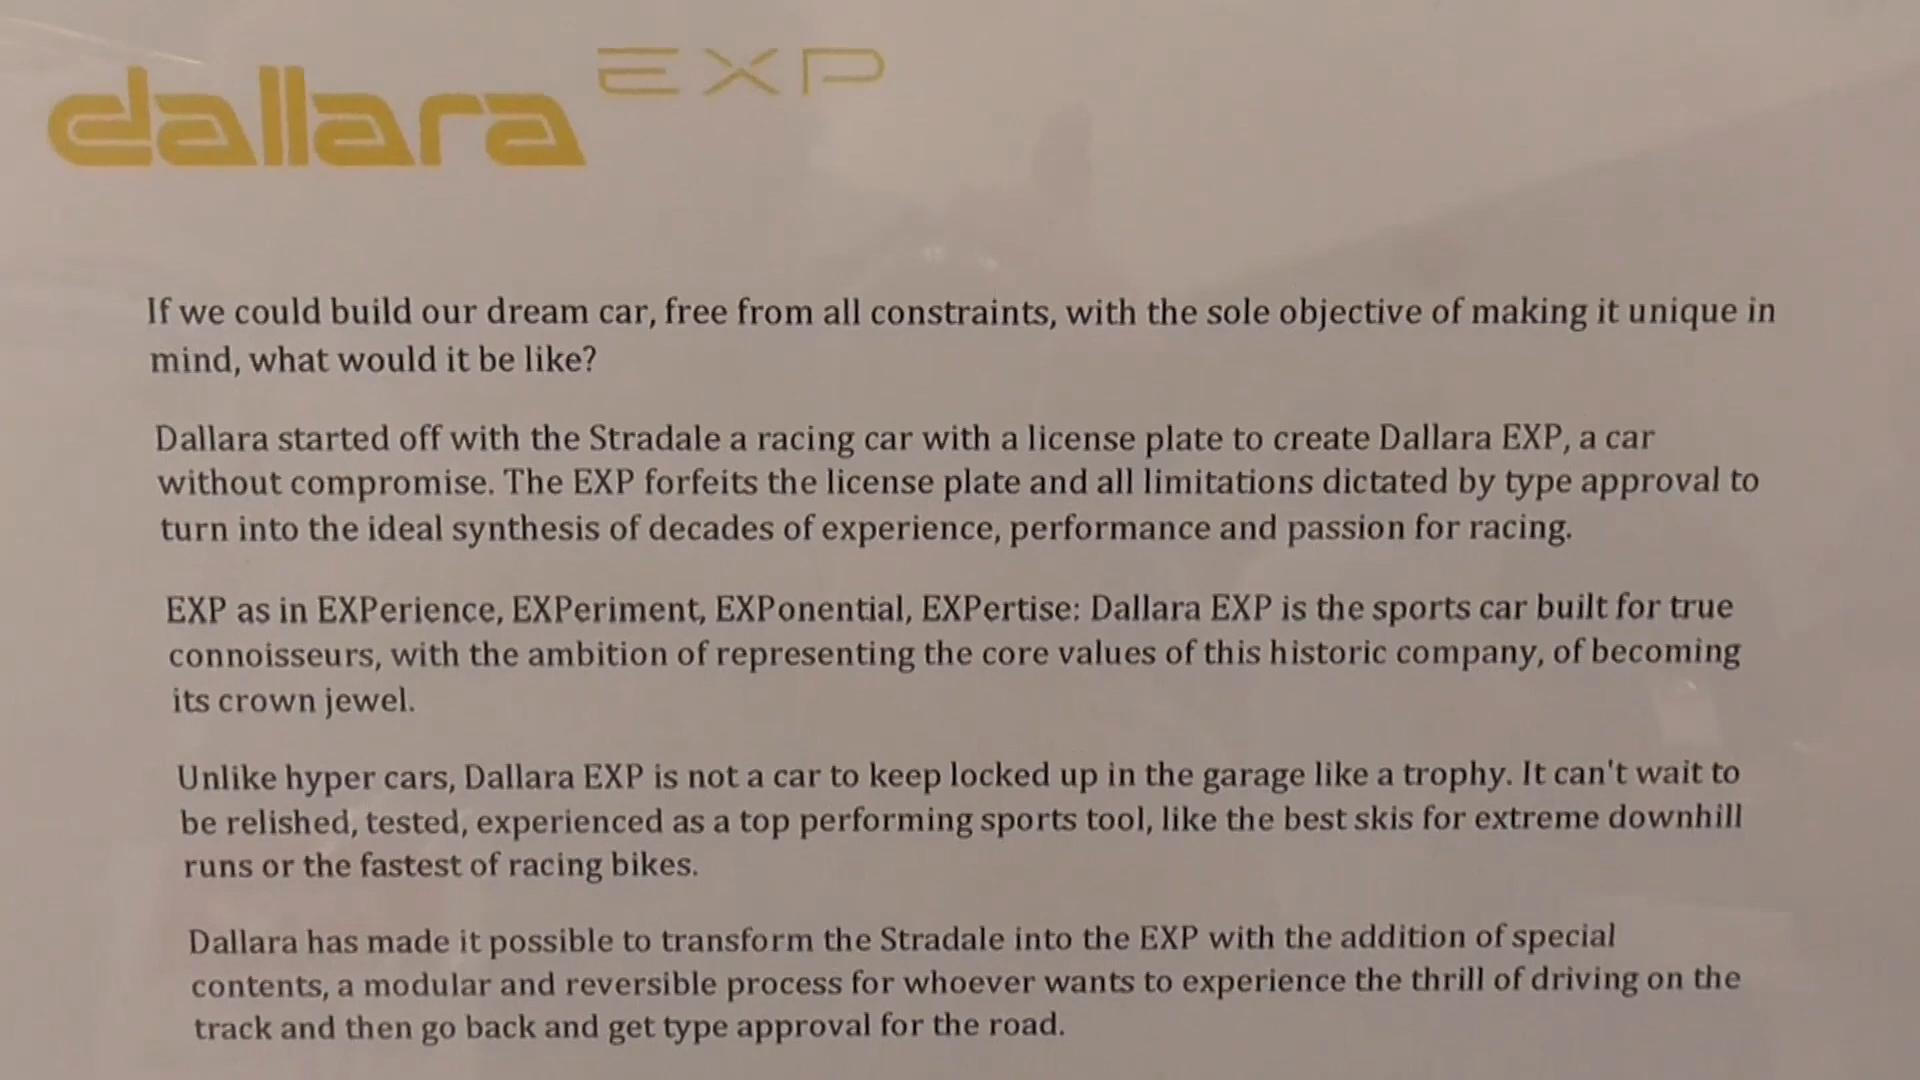 dallara EXP
If we could build our dream car, free from all constraints, with the sole objective of making it unique in
mind, what would it be like?
Dallara started off with the Stradale a racing car with a license plate to create Dallara EXP, a car
without compromise. The EXP forfeits the license plate and all limitations dictated by type approval to
turn into the ideal synthesis of decades of experience, performance and passion for racing.
EXP as in EXPerience, EXPeriment, EXPonential, EXPertise: Dallara EXP is the sports car built for true
connoisseurs, with the ambition of representing the core values of this historic company, of becoming
its crown jewel.
Unlike hyper cars, Dallara EXP is not a car to keep locked up in the garage like a trophy. It can't wait to
be relished, tested, experienced as a top performing sports tool, like the best skis for extreme downhill
runs or the fastest of racing bikes.
Dallara has made it possible to transform the Stradale into the EXP with the addition of special
contents, a modular and reversible process for whoever wants to experience the thrill of driving on the
track and then go back and get type approval for the road.